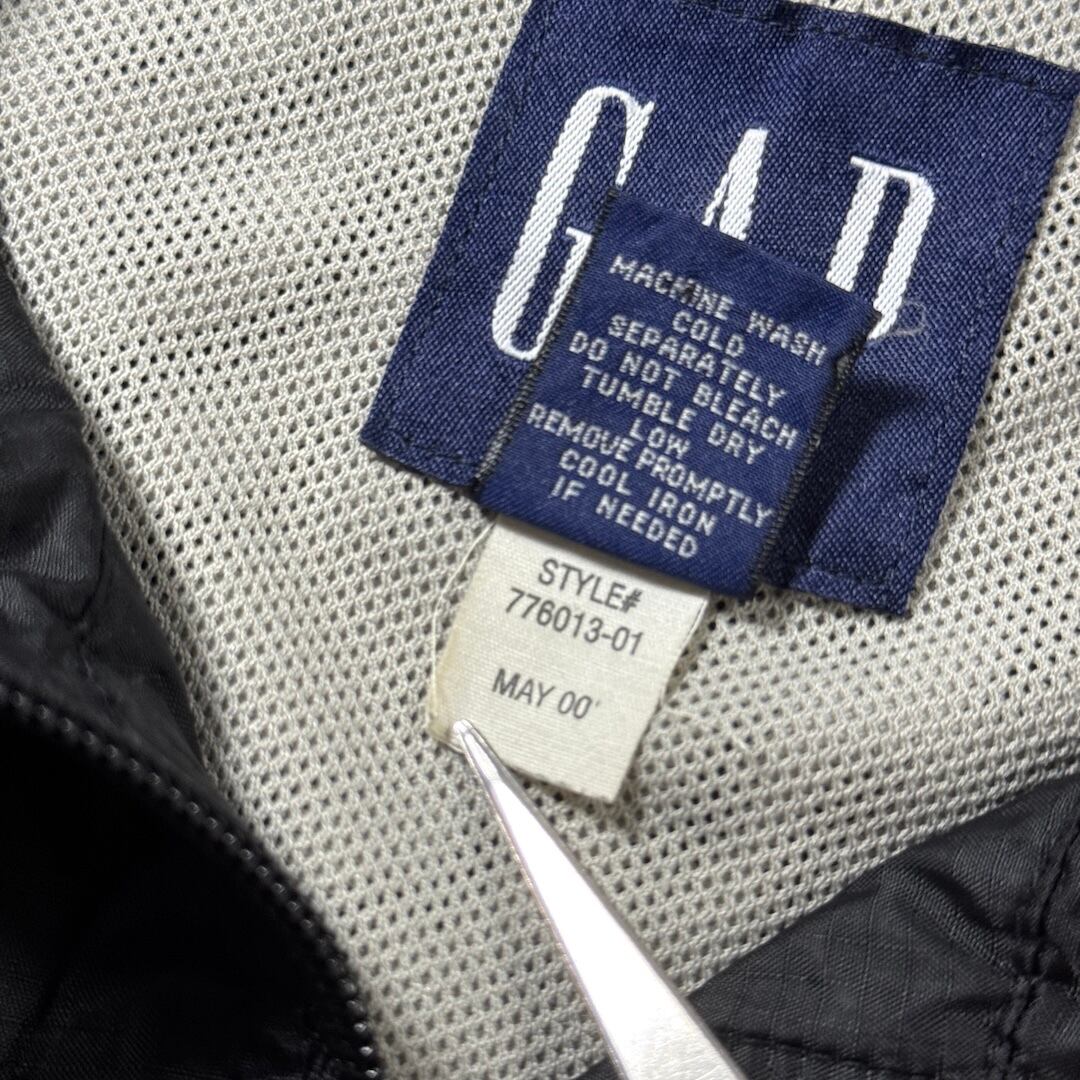 GAP
MACHINE WASH
COLD
SEPARATELY
DO NOT BLEACH
TUMBLE DRY
LOW
REMOVE PROMPTLY
COOL IRON
IF NEEDED
STYLE#
776013-01
MAY 00'